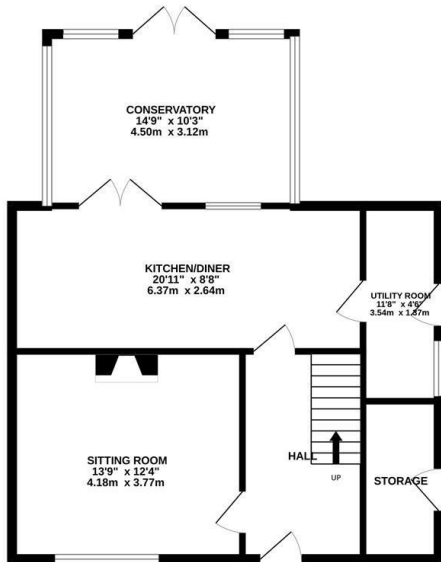 CONSERVATORY
14'9" x 10'3"
4.50m x 3.12m
KITCHEN/DINER
20'11" x 8'8"
6.37m x 2.64m
UTILITY ROOM
11'8" x 4'6"
3.54m x 1.37m
SITTING ROOM
13'9" x 12'4"
4.18m x 3.77m
HALL
UP
STORAGE